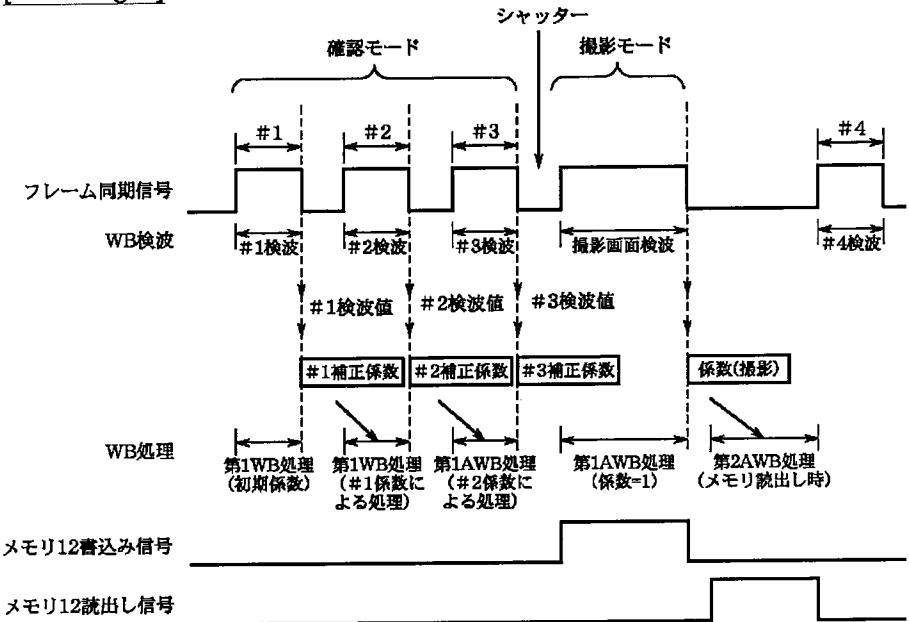 シャッター
確認モード
撮影モード
#1
#2
#3
#4
フレーム同期信号
WB検波
#1検波
#2検波
#3検波
撮影画面検波
#4検波
#1検波値
#2検波値
#3検波値
#1補正係数
#2補正係数
#3補正係数
係数(撮影)
WB処理
第1WB処理
(初期係数)
第1WB処理
(#1係数に
よる処理)
第1AWB処理
(#2係数に
よる処理)
第1AWB処理
(係数=1)
第2AWB処理
(メモリ読出し時)
メモリ12書込み信号
メモリ12読出し信号